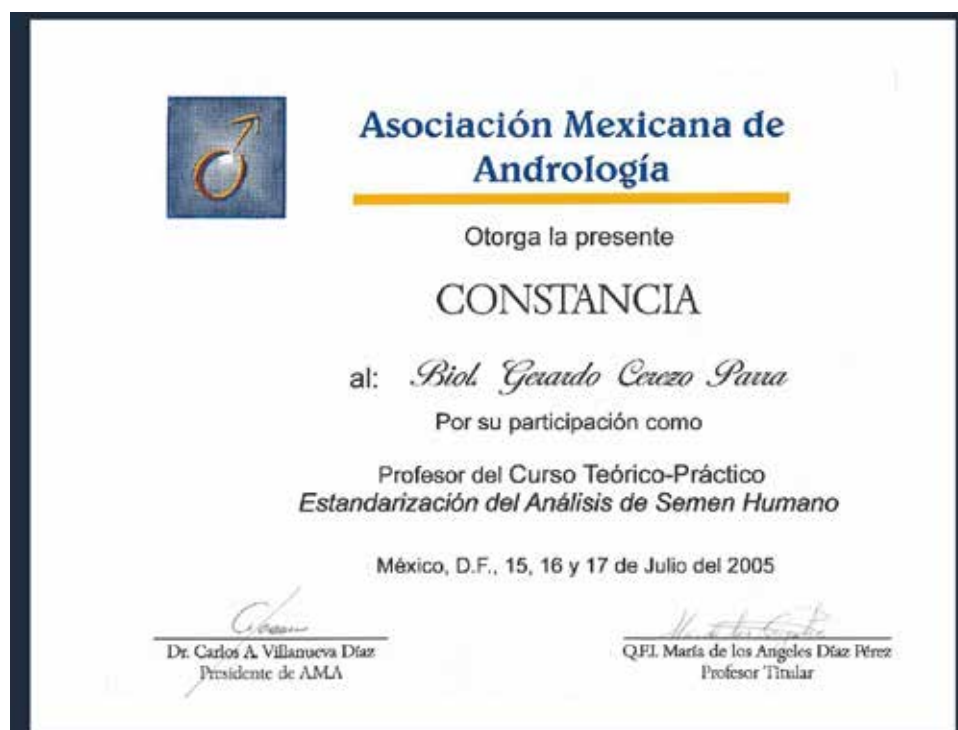 Asociación Mexicana de
Andrología
Otorga la presente
CONSTANCIA
al: Biol. Gerardo Cerezo Parra
Por su participación como
Profesor del Curso Teórico-Práctico
Estandarización del Análisis de Semen Humano
México, D.F., 15, 16 y 17 de Julio del 2005
Dr. Carlos A. Villanueva Díaz
Presidente de AMA
Q.F.I. María de los Angeles Díaz Pérez
Profesor Titular